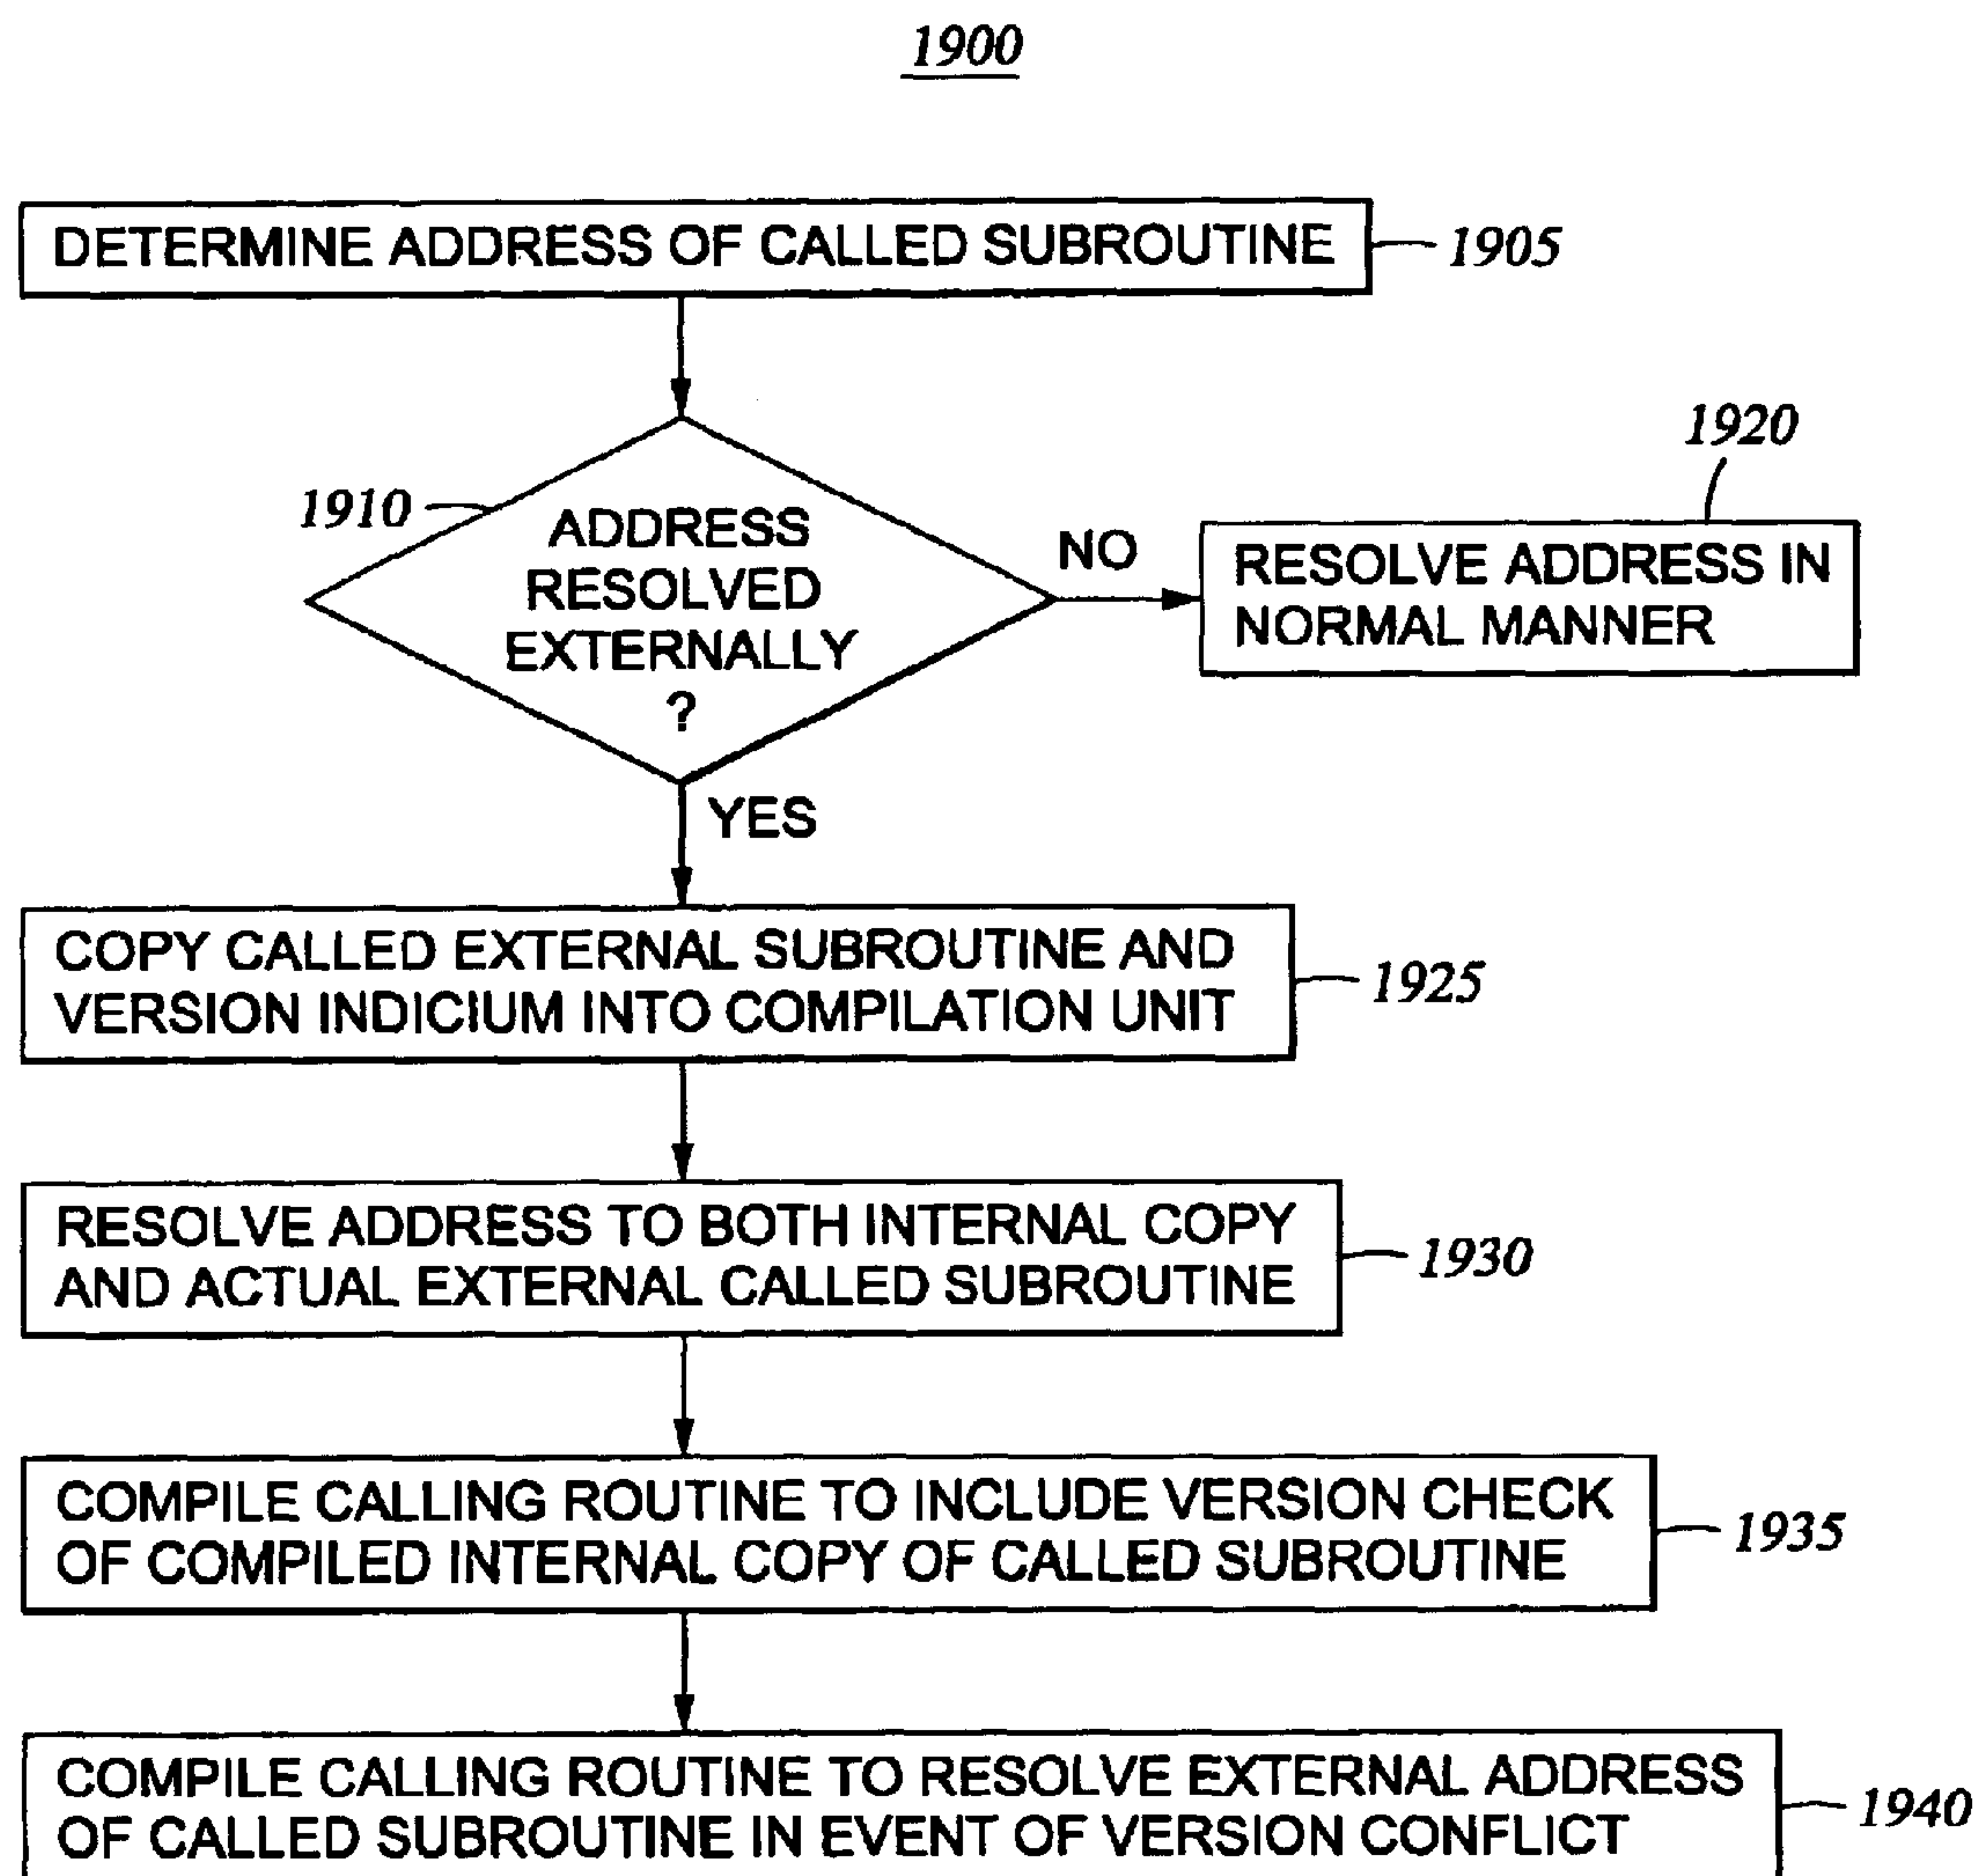 1900
DETERMINE ADDRESS OF CALLED SUBROUTINE
1905
1910
ADDRESS
RESOLVED
EXTERNALLY
?
NO
1920
RESOLVE ADDRESS IN
NORMAL MANNER
YES
COPY CALLED EXTERNAL SUBROUTINE AND
VERSION INDICIUM INTO COMPILATION UNIT
1925
RESOLVE ADDRESS TO BOTH INTERNAL COPY
AND ACTUAL EXTERNAL CALLED SUBROUTINE
1930
COMPILE CALLING ROUTINE TO INCLUDE VERSION CHECK
OF COMPILED INTERNAL COPY OF CALLED SUBROUTINE
1935
COMPILE CALLING ROUTINE TO RESOLVE EXTERNAL ADDRESS
OF CALLED SUBROUTINE IN EVENT OF VERSION CONFLICT
1940